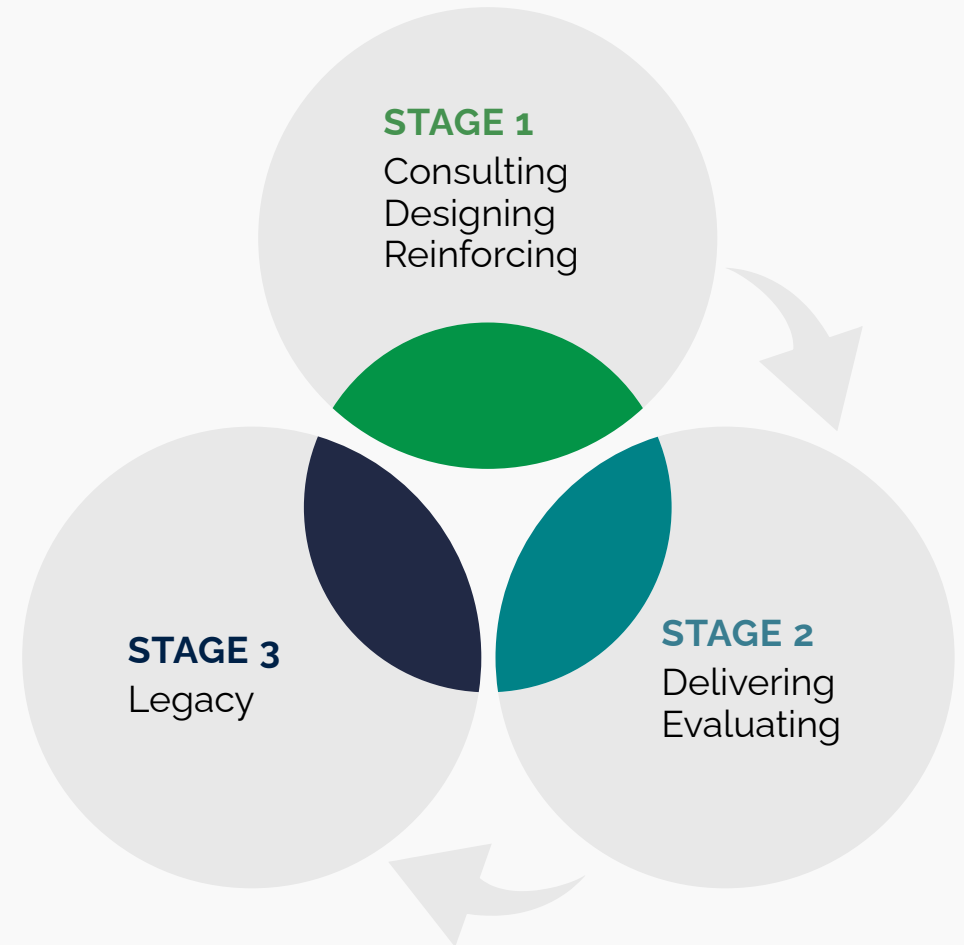 STAGE 1
Consulting
Designing
Reinforcing
STAGE 2
Delivering
Evaluating
STAGE 3
Legacy